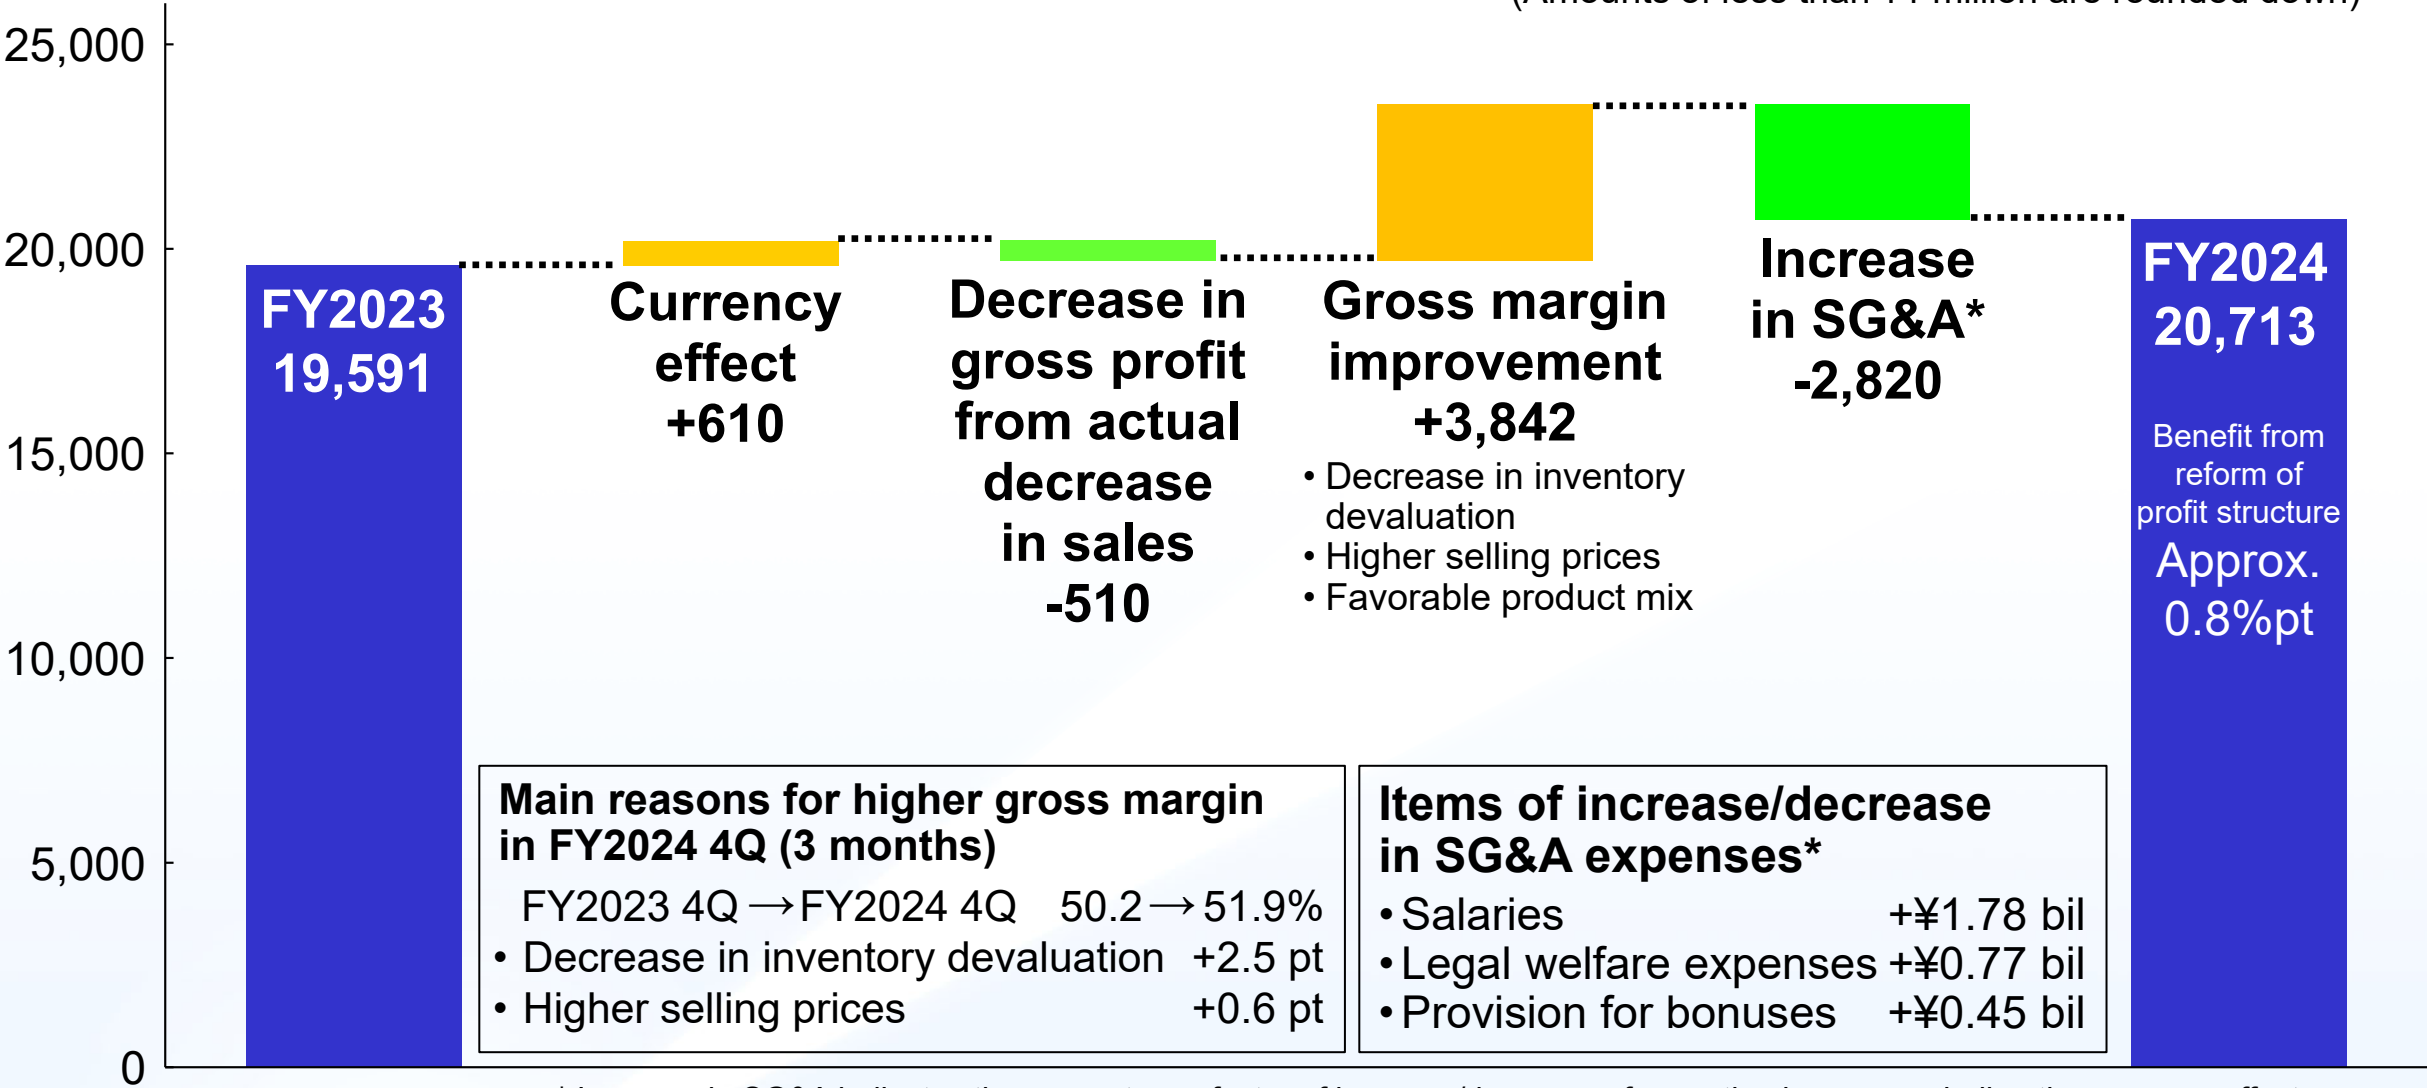 25,000
20,000
15,000
10,000
5,000
0
FY2023
19,591
Currency
effect
+610
Decrease in
gross profit
from actual
decrease
in sales
-510
Gross margin
improvement
+3,842
• Decrease in inventory
devaluation
• Higher selling prices
• Favorable product mix
Increase
in SG&A*
-2,820
FY2024
20,713
Benefit from
reform of
profit structure
Approx.
0.8%pt
Main reasons for higher gross margin
in FY2024 4Q (3 months)
FY2023 4Q →FY2024 4Q 50.2→51.9%
• Decrease in inventory devaluation +2.5 pt
• Higher selling prices +0.6 pt
Items of increase/decrease
in SG&A expenses*
• Salaries +¥1.78 bil
• Legal welfare expenses +¥0.77 bil
• Provision for bonuses +¥0.45 bil